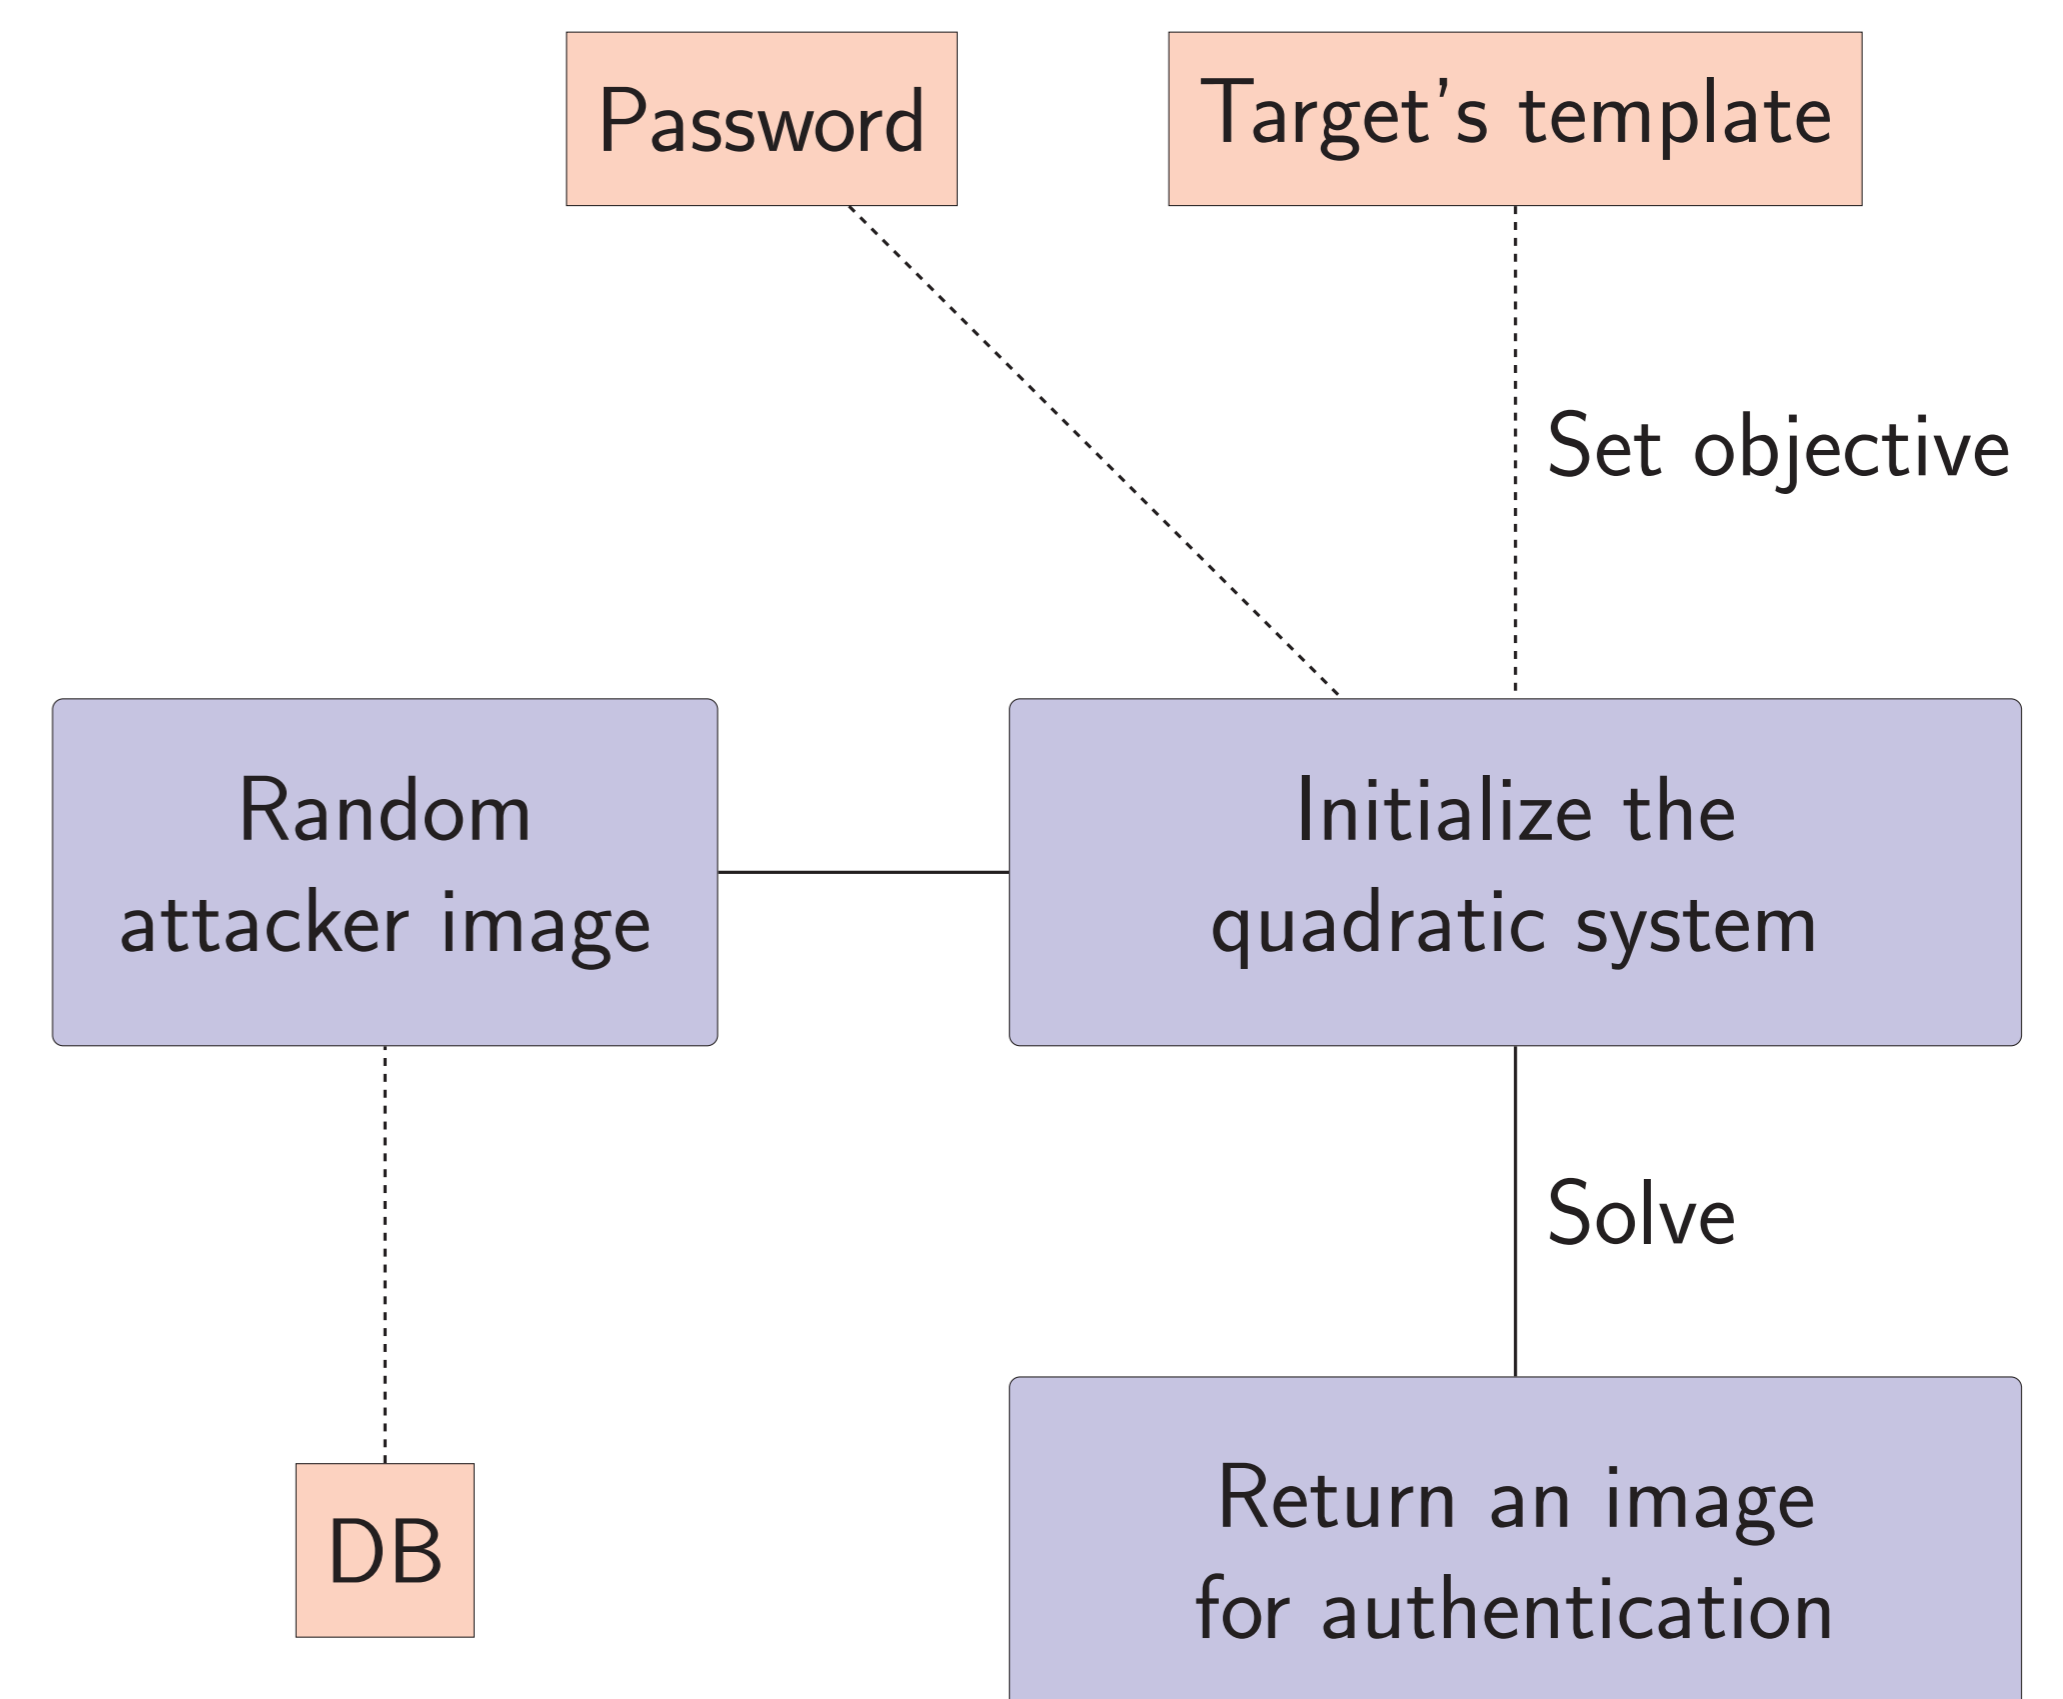 Password
Target's template
Set objective
Random
attacker image
Initialize the
quadratic system
Solve
DB
Return an image
for authentication